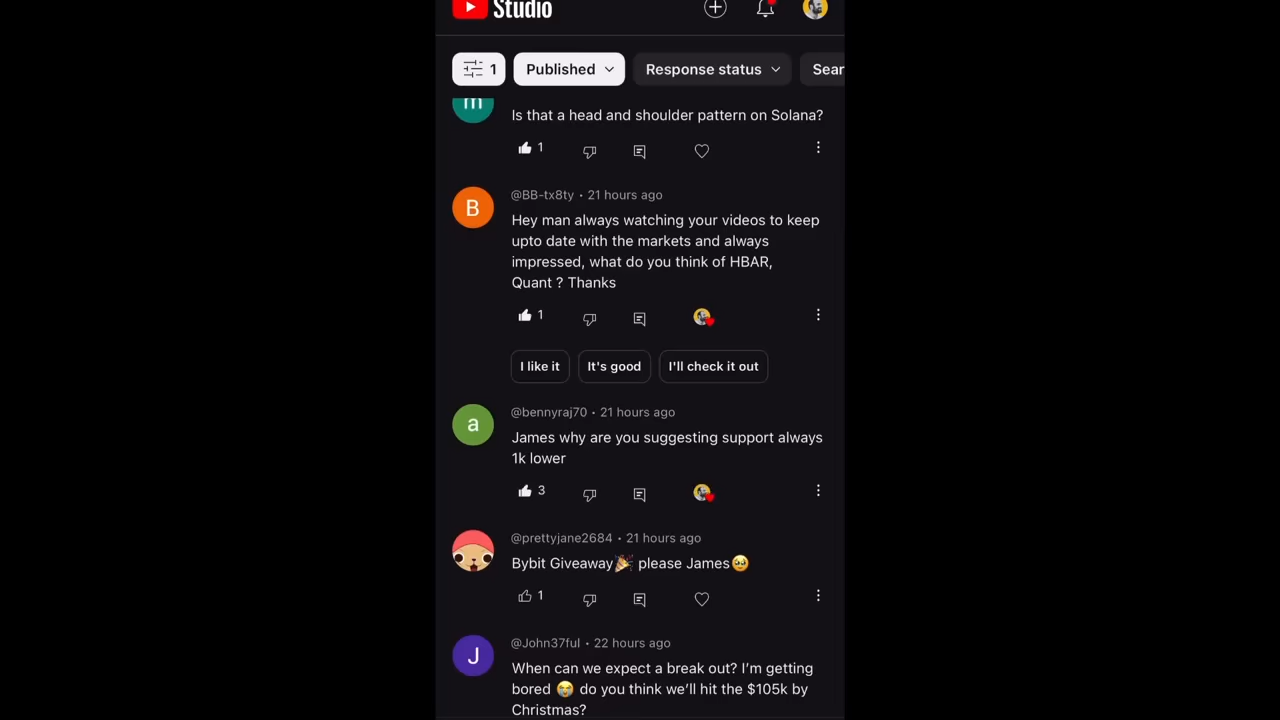 Studio
1
Published
Response status
Sear
m
Is that a head and shoulder pattern on Solana?
1
B
@BB-tx8ty • 21 hours ago
Hey man always watching your videos to keep
upto date with the markets and always
impressed, what do you think of HBAR,
Quant ? Thanks
1
I like it
It's good
I'll check it out
a
@bennyraj70 • 21 hours ago
James why are you suggesting support always
1k lower
3
@prettyjane2684 • 21 hours ago
Bybit Giveaway🎉 please James🥹
1
J
@John37ful • 22 hours ago
When can we expect a break out? I'm getting
bored 😭 do you think we'll hit the $105k by
Christmas?